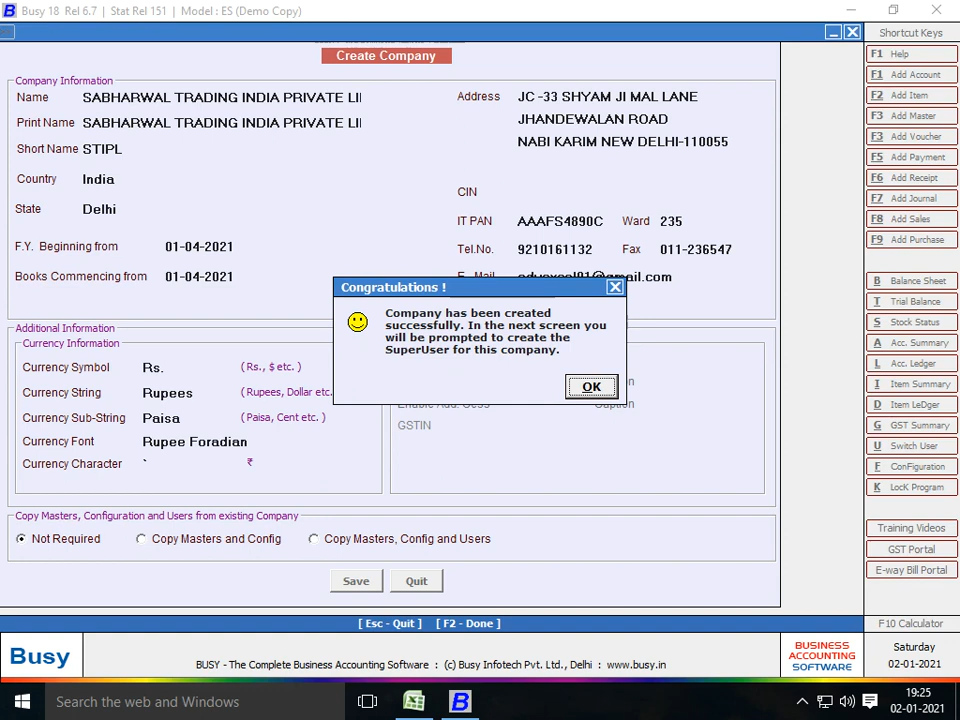 Busy 18 Rel 6.7 | Stat Rel 151 | Model : ES (Demo Copy)
Shortcut Keys
Create Company
Company Information
Name SABHARWAL TRADING INDIA PRIVATE LI
Print Name SABHARWAL TRADING INDIA PRIVATE LI
Short Name STIPL
Country India
State Delhi
F.Y. Beginning from 01-04-2021
Books Commencing from 01-04-2021
Address JC -33 SHYAM JI MAL LANE
JHANDEWALAN ROAD
NABI KARIM NEW DELHI-110055
CIN
IT PAN AAAFS4890C Ward 235
Tel.No. 9210161132 Fax 011-236547
@gmail.com
Congratulations !
Company has been created
successfully. In the next screen you
will be prompted to create the
SuperUser for this company.
OK
Additional Information
Currency Information
Currency Symbol Rs. (Rs., $ etc.)
Currency String Rupees (Rupees, Dollar etc.
Currency Sub-String Paisa (Paisa, Cent etc.)
Currency Font Rupee Foradian
Currency Character ` ₹
GSTIN
Copy Masters, Configuration and Users from existing Company
Not Required Copy Masters and Config Copy Masters, Config and Users
Save Quit
[ Esc - Quit ] [ F2 - Done ]
F1 Help
F1 Add Account
F2 Add Item
F3 Add Master
F3 Add Voucher
F5 Add Payment
F6 Add Receipt
F7 Add Journal
F8 Add Sales
F9 Add Purchase
B Balance Sheet
T Trial Balance
S Stock Status
A Acc. Summary
L Acc. Ledger
I Item Summary
D Item LeDger
G GST Summary
U Switch User
F ConFiguration
K LocK Program
Training Videos
GST Portal
E-way Bill Portal
F10 Calculator
Busy
BUSY - The Complete Business Accounting Software : (c) Busy Infotech Pvt. Ltd., Delhi : www.busy.in
BUSINESS
ACCOUNTING
SOFTWARE
Saturday
02-01-2021
Search the web and Windows
19:25
02-01-2021